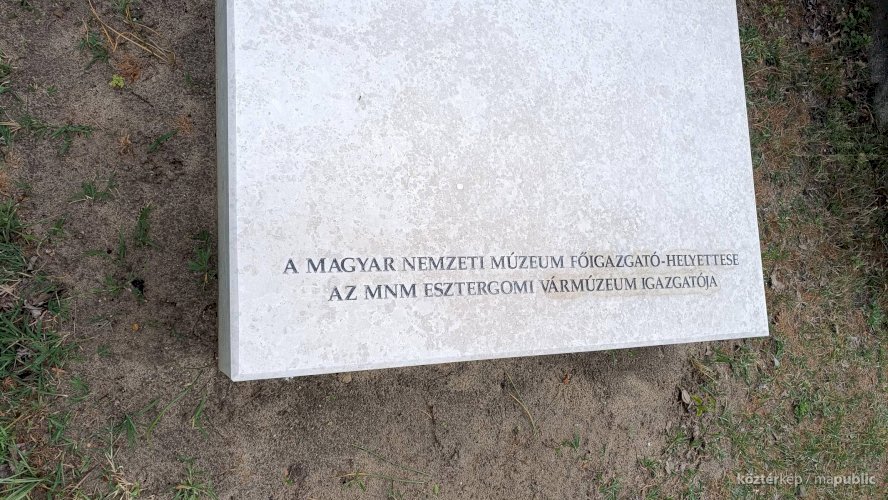 A MAGYAR NEMZETI MÚZEUM FŐIGAZGATÓ-HELYETTESE
AZ MNM ESZTERGOMI VÁRMÚZEUM IGAZGATÓJA
köztérkép / mapublic